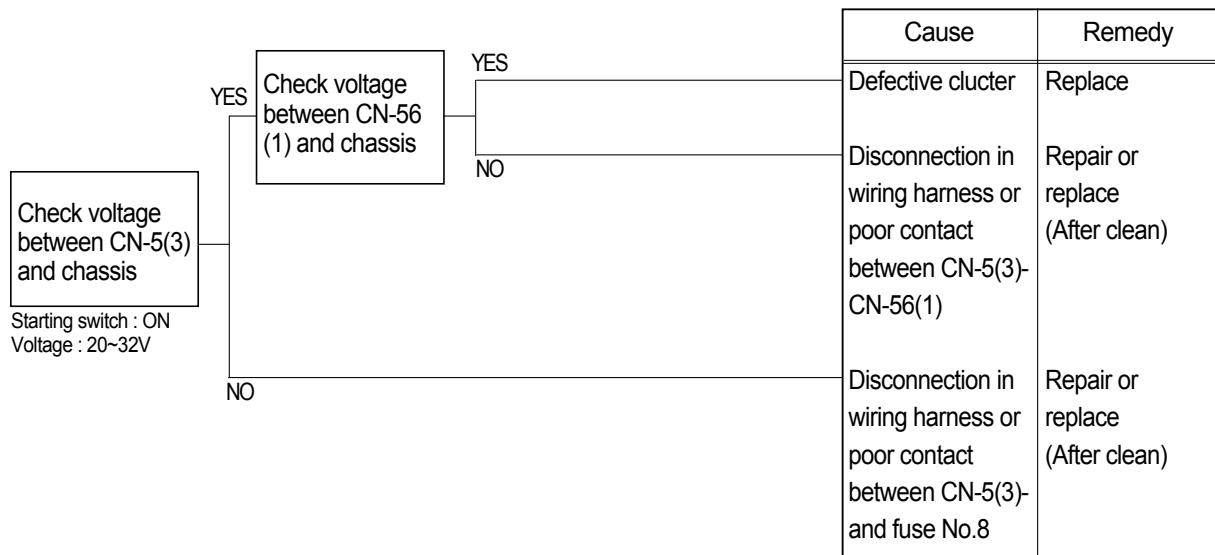 Cause
Remedy
YES
Check voltage
between CN-56
(1) and chassis
YES
Defective clucter
Replace
NO
Disconnection in
wiring harness or
poor contact
between CN-5(3)-
CN-56(1)
Repair or
replace
(After clean)
Check voltage
between CN-5(3)
and chassis
Starting switch : ON
Voltage : 20~32V
NO
Disconnection in
wiring harness or
poor contact
between CN-5(3)-
and fuse No.8
Repair or
replace
(After clean)